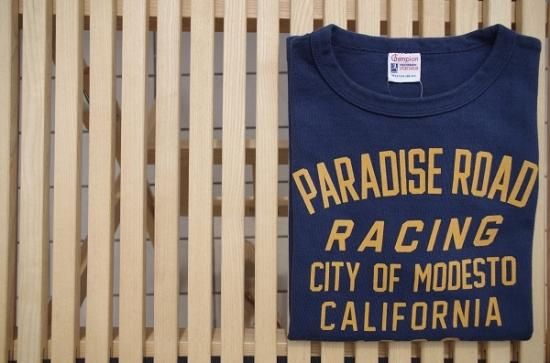 Champion
PARADISE ROAD
RACING
CITY OF MODESTO
CALIFORNIA